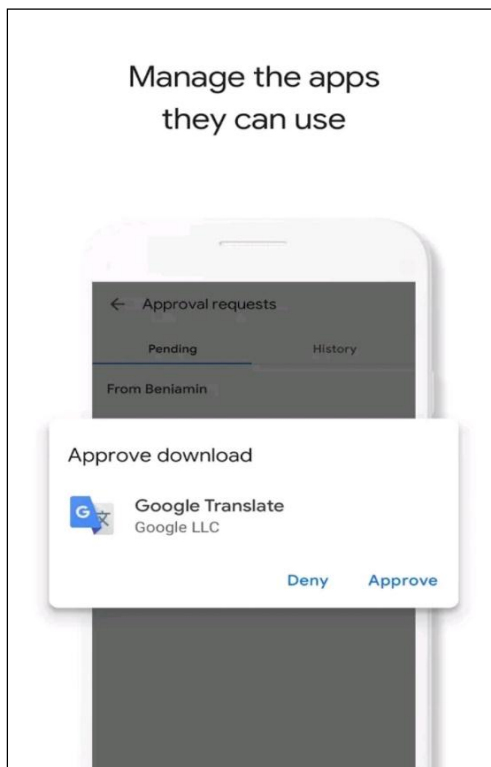 Manage the apps
they can use
← Approval requests
Pending History
From Beniamin
Approve download
G 文
Google Translate
Google LLC
Deny Approve